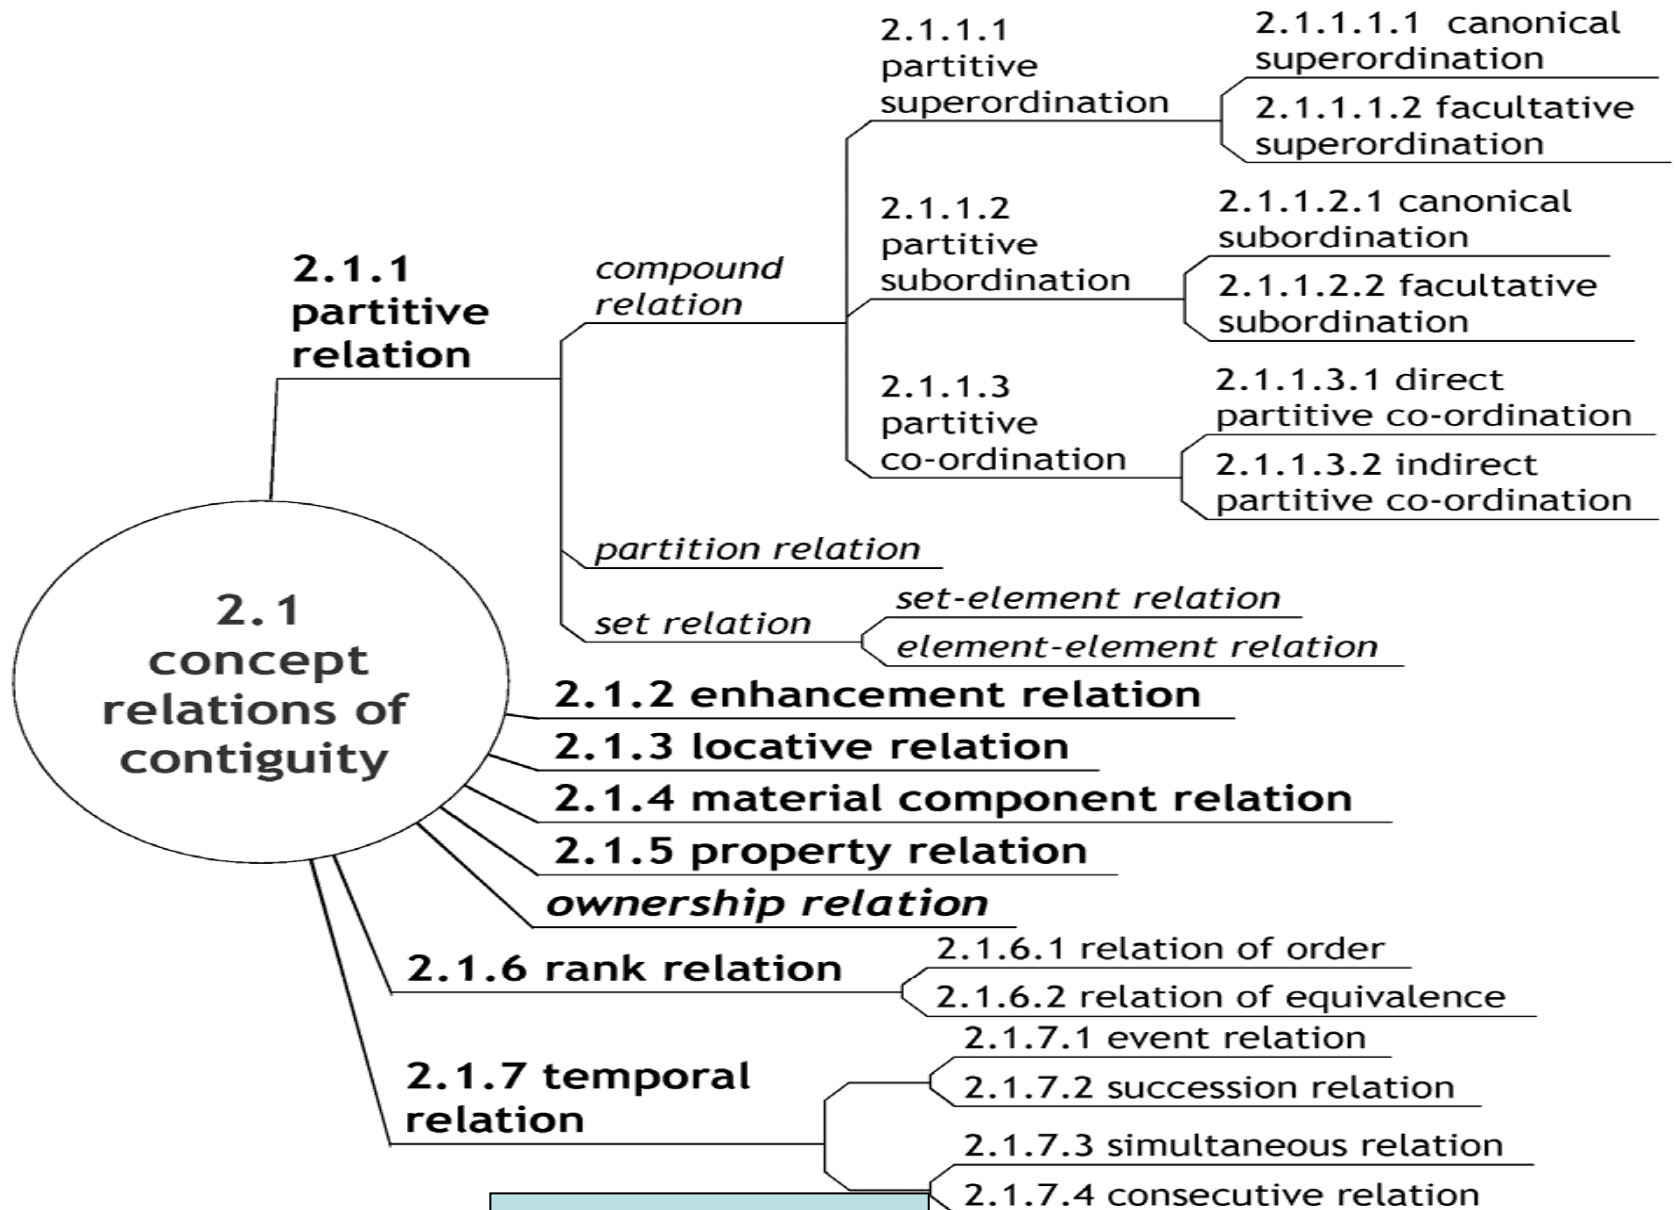 2.1
concept
relations of
contiguity
2.1.1
partitive
relation
compound
relation
2.1.1.1
partitive
superordination
2.1.1.1.1 canonical
superordination
2.1.1.1.2 facultative
superordination
2.1.1.2
partitive
subordination
2.1.1.2.1 canonical
subordination
2.1.1.2.2 facultative
subordination
2.1.1.3
partitive
co-ordination
2.1.1.3.1 direct
partitive co-ordination
2.1.1.3.2 indirect
partitive co-ordination
partition relation
set relation
set-element relation
element-element relation
2.1.2 enhancement relation
2.1.3 locative relation
2.1.4 material component relation
2.1.5 property relation
ownership relation
2.1.6 rank relation
2.1.6.1 relation of order
2.1.6.2 relation of equivalence
2.1.7 temporal
relation
2.1.7.1 event relation
2.1.7.2 succession relation
2.1.7.3 simultaneous relation
2.1.7.4 consecutive relation